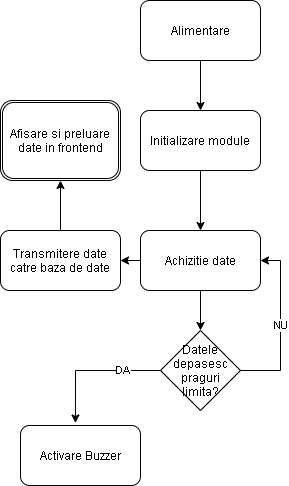 Alimentare
Initializare module
Afisare si preluare
date in frontend
Transmitere date
catre baza de date
Achizitie date
Datele
depasesc
praguri
limita?
NU
DA
Activare Buzzer